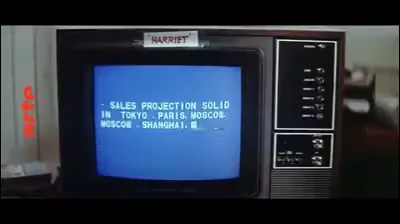 "HARRIET"
- SALES PROJECTION SOLID
IN TOKYO . PARIS, MOSCOW.
MOSCOW . SHANGHAI.
arte